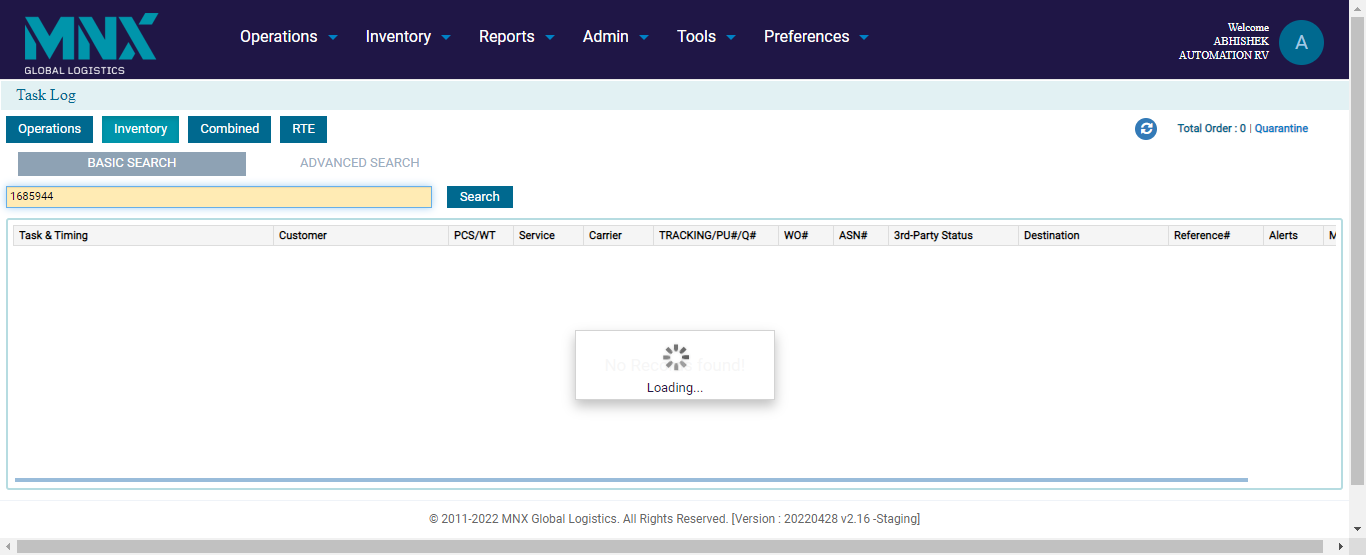 MNX
GLOBAL LOGISTICS
Operations Inventory Reports Admin Tools Preferences
Welcome
ABHISHEK
AUTOMATION RV
A
Task Log
Operations Inventory Combined RTE
Total Order : 0 | Quarantine
BASIC SEARCH ADVANCED SEARCH
1685944 Search
Task & Timing Customer PCS/WT Service Carrier TRACKING/PU#/Q# WO# ASN# 3rd-Party Status Destination Reference# Alerts M
No Records found!
Loading...
© 2011-2022 MNX Global Logistics. All Rights Reserved. [Version : 20220428 v2.16 -Staging]